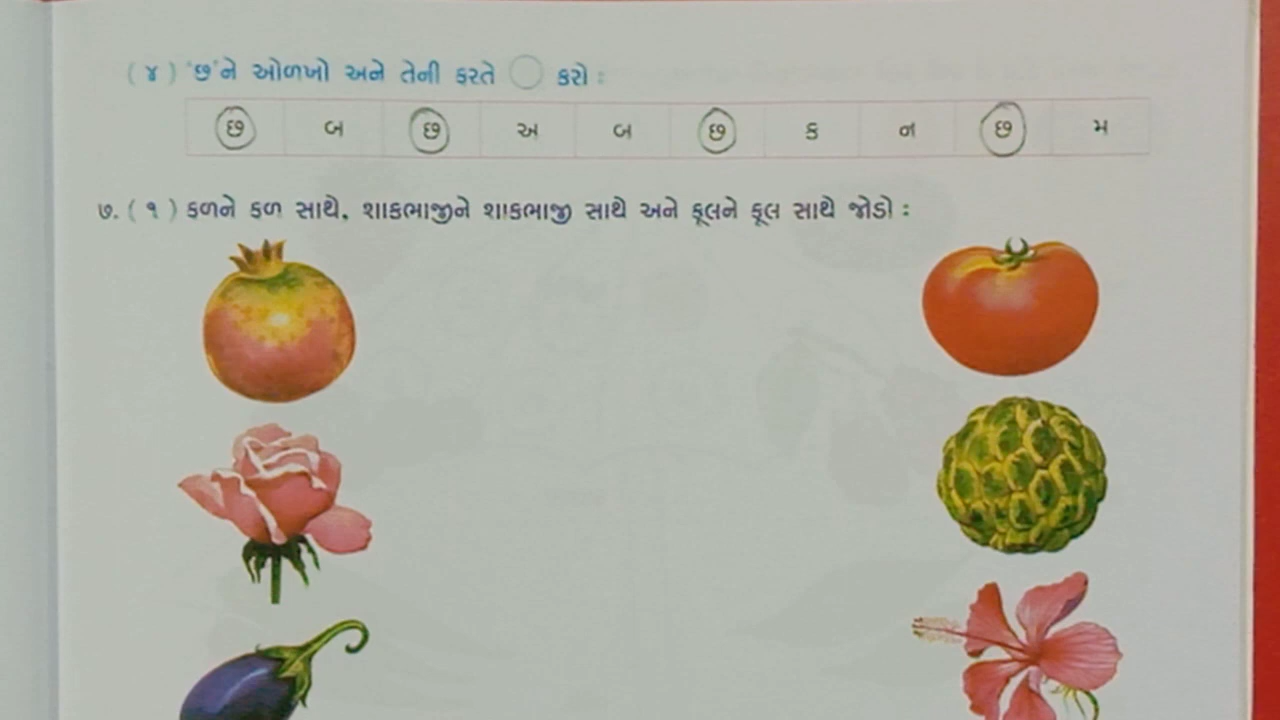 (૪) 'છ'ને ઓળખો અને તેની ફરતે ◯ કરો :
છ બ છ અ બ છ ક ન છ મ
૭. (૧) ફળને ફળ સાથે, શાકભાજીને શાકભાજી સાથે અને ફૂલને ફૂલ સાથે જોડો :